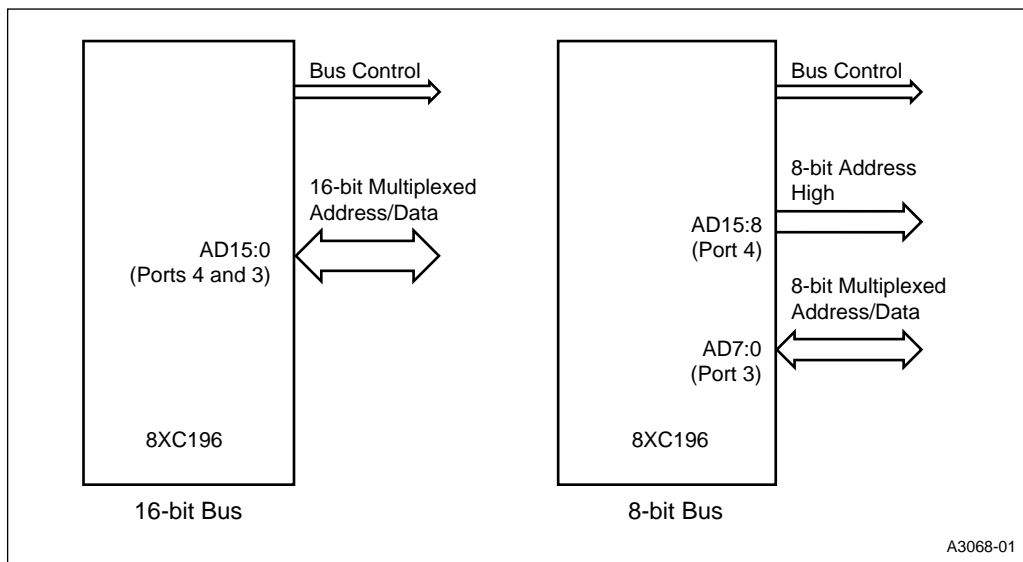 Bus Control
16-bit Multiplexed
Address/Data
AD15:0
(Ports 4 and 3)
8XC196
16-bit Bus
Bus Control
8-bit Address
High
AD15:8
(Port 4)
8-bit Multiplexed
Address/Data
AD7:0
(Port 3)
8XC196
8-bit Bus
A3068-01